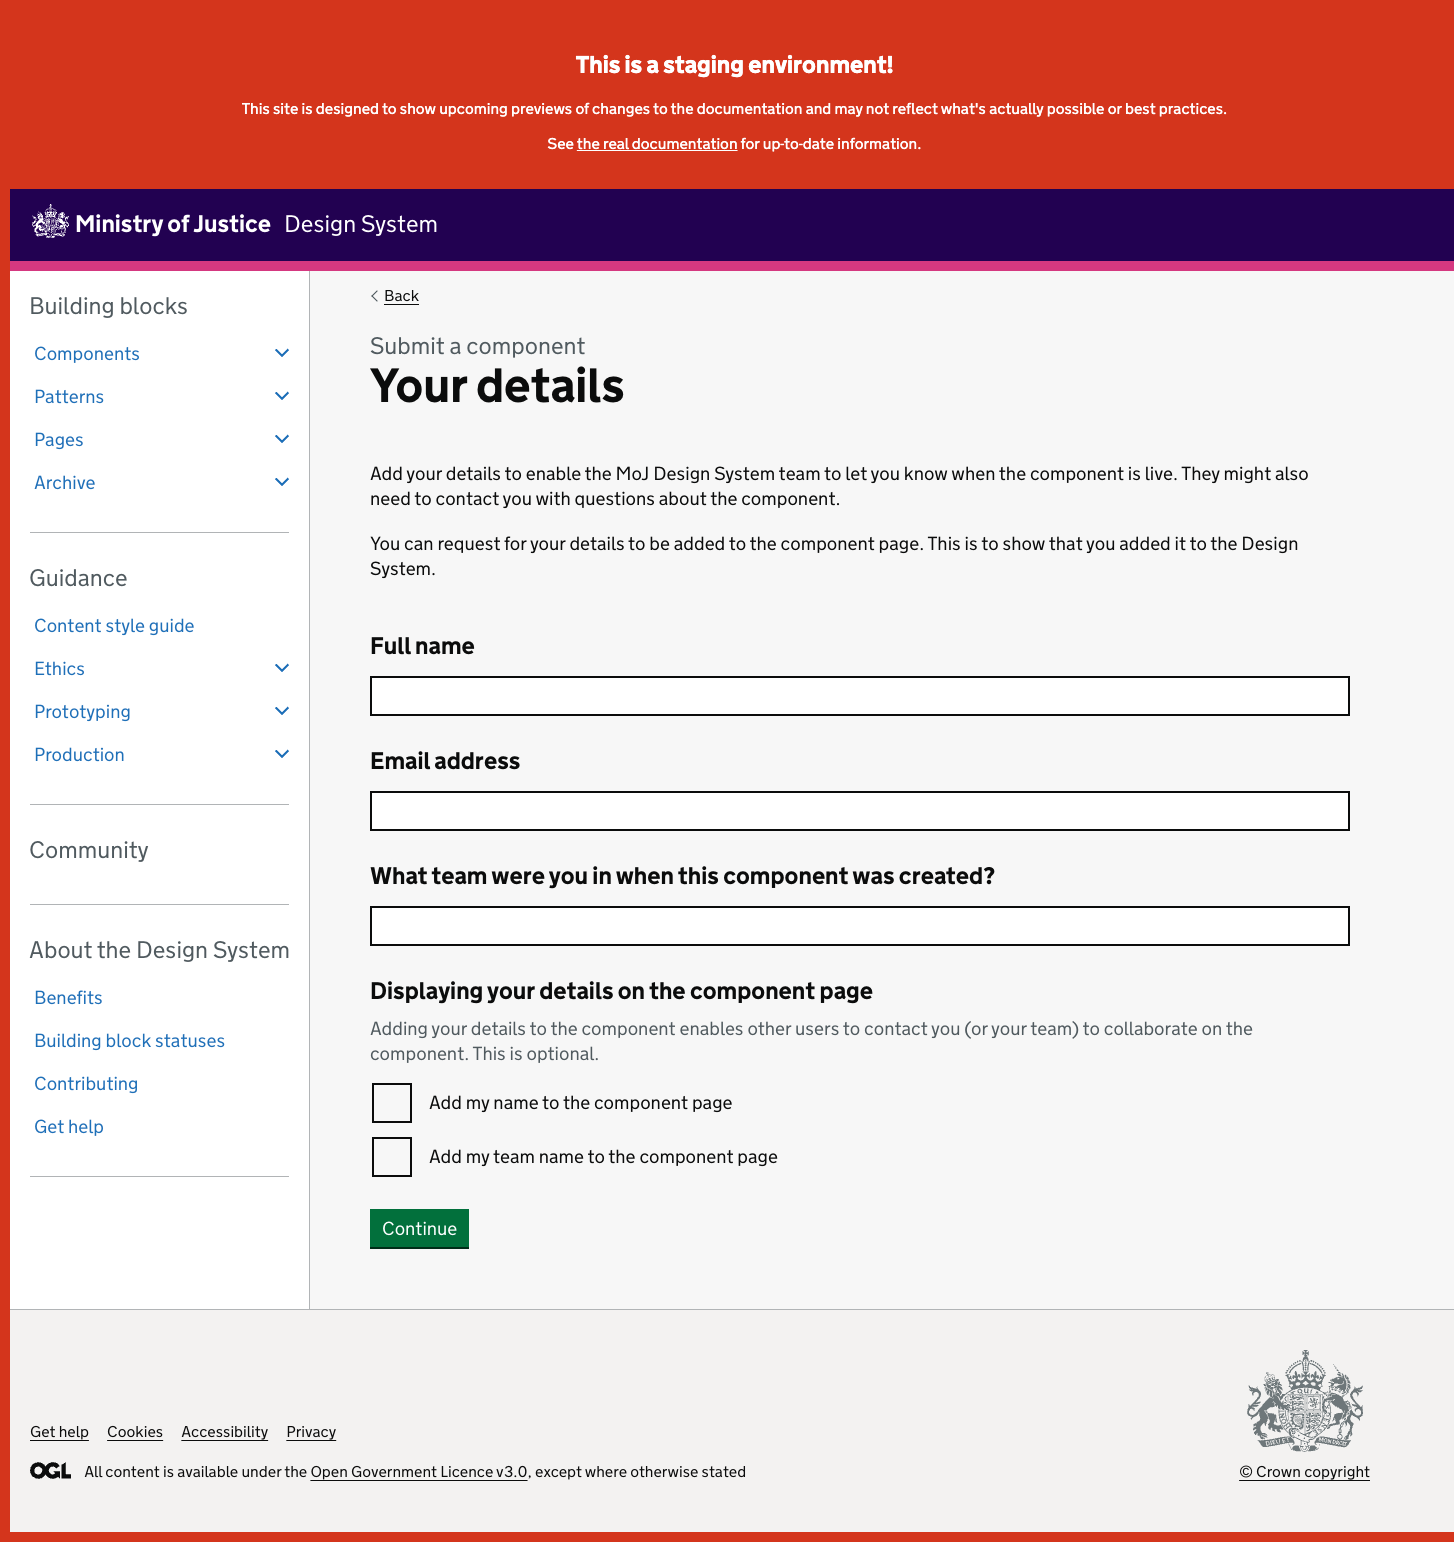 This is a staging environment!
This site is designed to show upcoming previews of changes to the documentation and may not reflect what's actually possible or best practices.
See the real documentation for up-to-date information.
Ministry of Justice Design System
Building blocks
Components
Patterns
Pages
Archive
Guidance
Content style guide
Ethics
Prototyping
Production
Community
About the Design System
Benefits
Building block statuses
Contributing
Get help
Back
Submit a component
Your details
Add your details to enable the MoJ Design System team to let you know when the component is live. They might also
need to contact you with questions about the component.
You can request for your details to be added to the component page. This is to show that you added it to the Design
System.
Full name
Email address
What team were you in when this component was created?
Displaying your details on the component page
Adding your details to the component enables other users to contact you (or your team) to collaborate on the
component. This is optional.
Add my name to the component page
Add my team name to the component page
Continue
Get help Cookies Accessibility Privacy
OGL All content is available under the Open Government Licence v3.0, except where otherwise stated
© Crown copyright